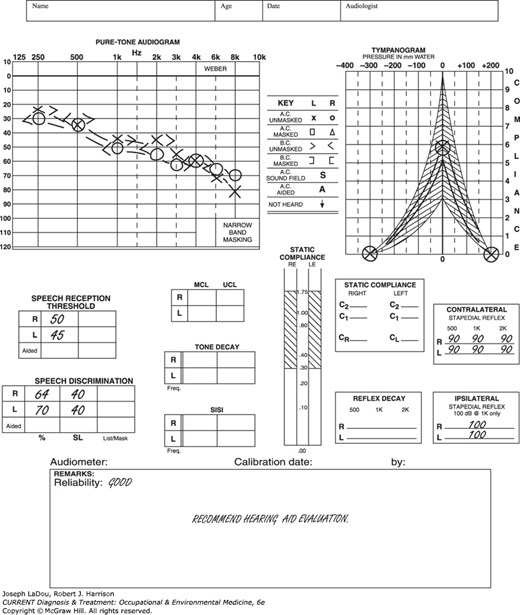 Name Age Date Audiologist
PURE-TONE AUDIOGRAM
Hz
125 250 500 1k 2k 3k 4k 6k 8k 10k
WEBER
10
0
10
20
30
40
50
60
70
80
90
100
110
120
NARROW
BAND
MASKING
KEY L R
A.C. UNMASKED x o
A.C. MASKED □ △
B.C. UNMASKED > <
B.C. MASKED ] [
A.C. SOUND FIELD S
A.C. AIDED A
NOT HEARD
TYMPANOGRAM
PRESSURE IN mm WATER
−400 −300 −200 −100 0 +100 +200
10
9
8
7
6
5
4
3
2
1
0
COMPLIANCE
−300 0 +200
SPEECH RECEPTION
THRESHOLD
R 50
L 45
Aided
SPEECH DISCRIMINATION
R 64 40
L 70 40
Aided
% SL List/Mask
MCL UCL
R
L
TONE DECAY
R
L
Freq.
SISI
R
L
Freq.
STATIC
COMPLIANCE
RE LE
1.75
1.00
.40
.30
.20
.10
.00
STATIC COMPLIANCE
RIGHT LEFT
C2 C2
C1 C1
CR CL
CONTRALATERAL
STAPEDIAL REFLEX
500 1K 2K
R 90 90 90
L 90 90 90
REFLEX DECAY
500 1K 2K
R
L
IPSILATERAL
STAPEDIAL REFLEX
100 dB @ 1K only
R 100
L 100
Audiometer: Calibration date: by:
REMARKS:
Reliability: GOOD
RECOMMEND HEARING AID EVALUATION.
Joseph LaDou, Robert J. Harrison
CURRENT Diagnosis & Treatment: Occupational & Environmental Medicine, 6e
Copyright © McGraw Hill. All rights reserved.